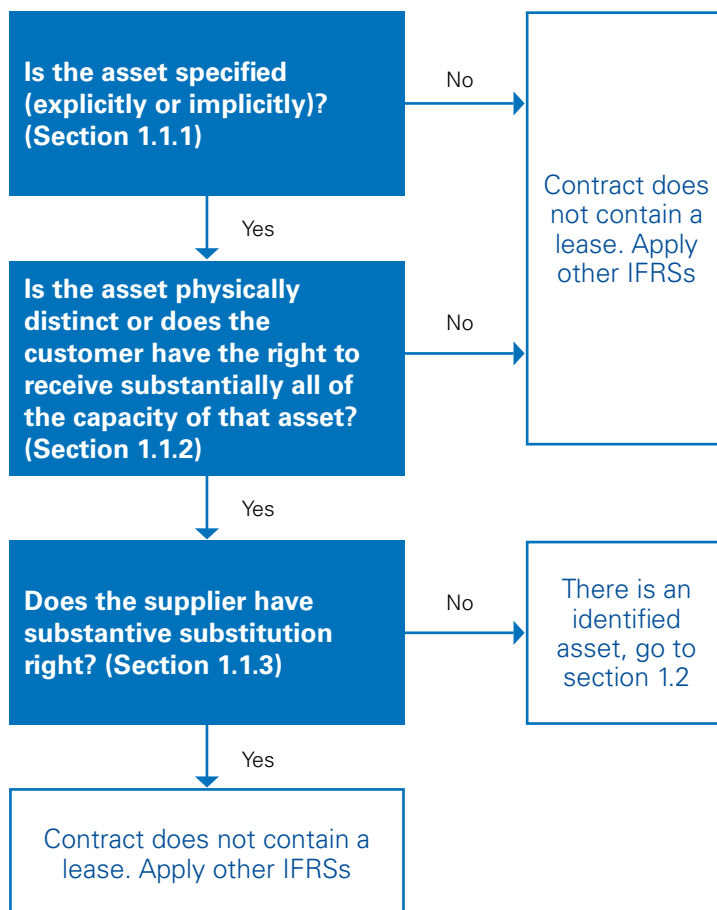 Is the asset specified
(explicitly or implicitly)?
(Section 1.1.1)
No
Contract does
not contain a
lease. Apply
other IFRSs
Yes
Is the asset physically
distinct or does the
customer have the right to
receive substantially all of
the capacity of that asset?
(Section 1.1.2)
No
Yes
Does the supplier have
substantive substitution
right? (Section 1.1.3)
No
There is an
identified
asset, go to
section 1.2
Yes
Contract does not contain a
lease. Apply other IFRSs